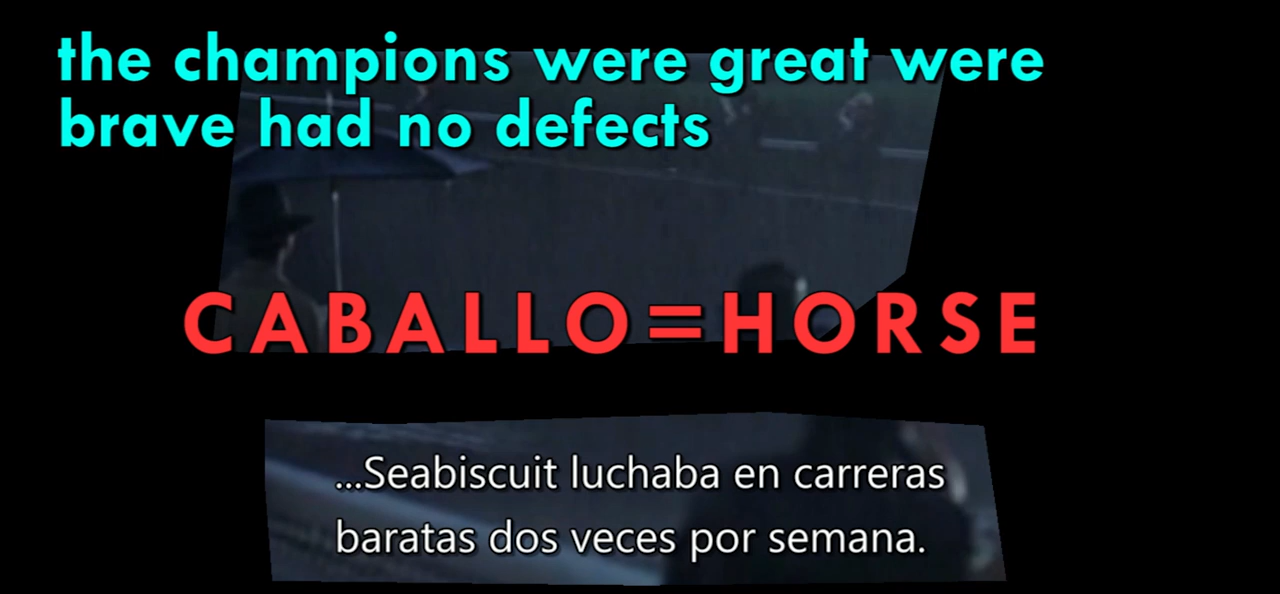 the champions were great were
brave had no defects
CABALLO=HORSE
...Seabiscuit luchaba en carreras
baratas dos veces por semana.